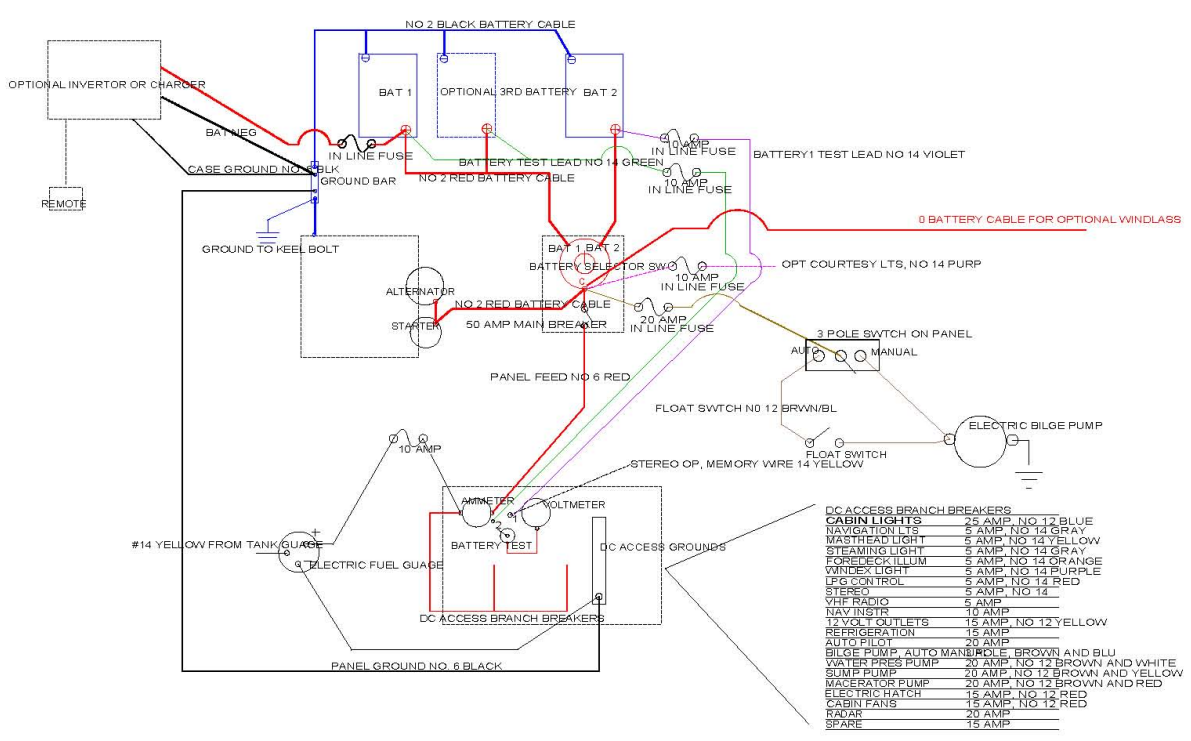 NO 2 BLACK BATTERY CABLE
OPTIONAL INVERTOR OR CHARGER
BAT 1
OPTIONAL 3RD BATTERY
BAT 2
BAT NEG
IN LINE FUSE
10 AMP
IN LINE FUSE
BATTERY1 TEST LEAD NO 14 VIOLET
BATTERY TEST LEAD NO 14 GREEN
CASE GROUND NO BLK
NO 2 RED BATTERY CABLE
GROUND BAR
10 AMP
IN LINE FUSE
REMOTE
0 BATTERY CABLE FOR OPTIONAL WINDLASS
GROUND TO KEEL BOLT
BAT 1
BAT 2
BATTERY SELECTOR SW
C
OPT COURTESY LTS, NO 14 PURP
10 AMP
IN LINE FUSE
ALTERNATOR
NO 2 RED BATTERY CABLE
STARTER
50 AMP MAIN BREAKER
20 AMP
IN LINE FUSE
3 POLE SWTCH ON PANEL
AUTO
MANUAL
PANEL FEED NO 6 RED
FLOAT SWTCH NO 12 BRWN/BL
ELECTRIC BILGE PUMP
10 AMP
FLOAT SWITCH
STEREO OP, MEMORY WIRE 14 YELLOW
AMMETER
VOLTMETER
2
1
BATTERY TEST
DC ACCESS GROUNDS
#14 YELLOW FROM TANK GUAGE
+
ELECTRIC FUEL GUAGE
DC ACCESS BRANCH BREAKERS
PANEL GROUND NO. 6 BLACK
DC ACCESS BRANCH BREAKERS
CABIN LIGHTS 25 AMP, NO 12 BLUE
NAVIGATION LTS 5 AMP, NO 14 GRAY
MASTHEAD LIGHT 5 AMP, NO 14 YELLOW
STEAMING LIGHT 5 AMP, NO 14 GRAY
FOREDECK ILLUM 5 AMP, NO 14 ORANGE
WINDEX LIGHT 5 AMP, NO 14 PURPLE
LPG CONTROL 5 AMP, NO 14 RED
STEREO 5 AMP, NO 14
VHF RADIO 5 AMP
NAV INSTR 10 AMP
12 VOLT OUTLETS 15 AMP, NO 12 YELLOW
REFRIGERATION 15 AMP
AUTO PILOT 20 AMP
BILGE PUMP, AUTO BROWN AND BLU
WATER PRES PUMP 20 AMP, NO 12 BROWN AND WHITE
SUMP PUMP 20 AMP, NO 12 BROWN AND YELLOW
MACERATOR PUMP 20 AMP, NO 12 BROWN AND RED
ELECTRIC HATCH 15 AMP, NO 12 RED
CABIN FANS 15 AMP, NO 12 RED
RADAR 20 AMP
SPARE 15 AMP